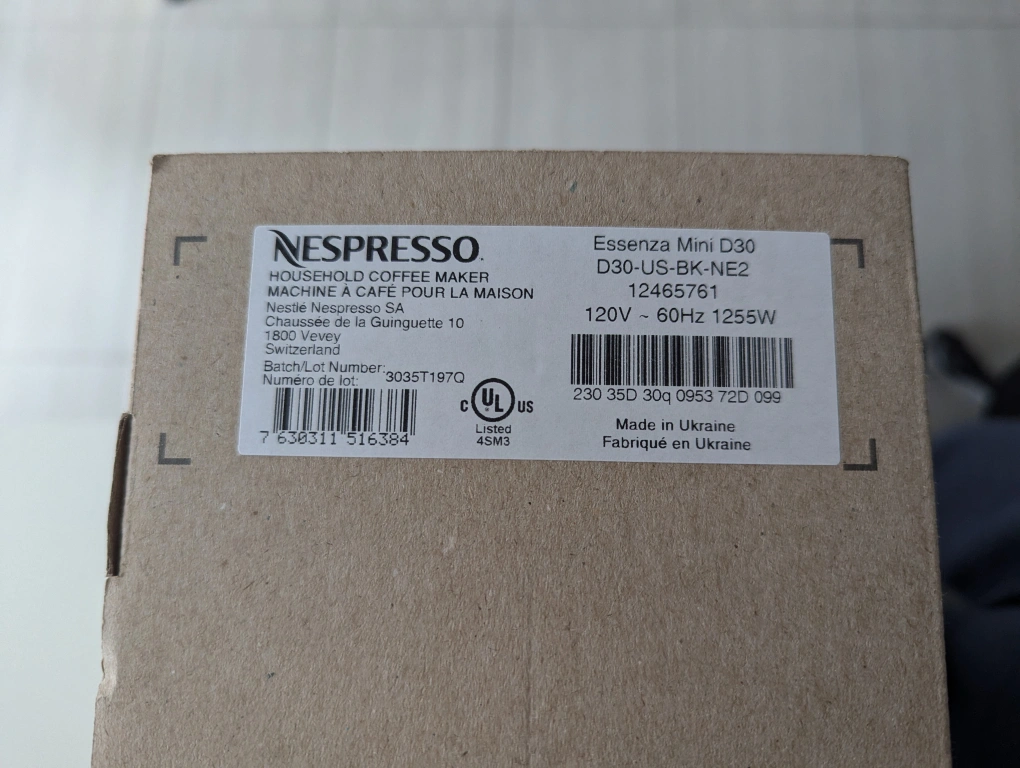 NESPRESSO.
HOUSEHOLD COFFEE MAKER
MACHINE À CAFÉ POUR LA MAISON
Nestlé Nespresso SA
Chaussée de la Guinguette 10
1800 Vevey
Switzerland
Batch/Lot Number:
Numéro de lot: 3035T197Q
7 630311 516384
C UL US
Listed
4SM3
Essenza Mini D30
D30-US-BK-NE2
12465761
120V ~ 60Hz 1255W
230 35D 30q 0953 72D 099
Made in Ukraine
Fabriqué en Ukraine